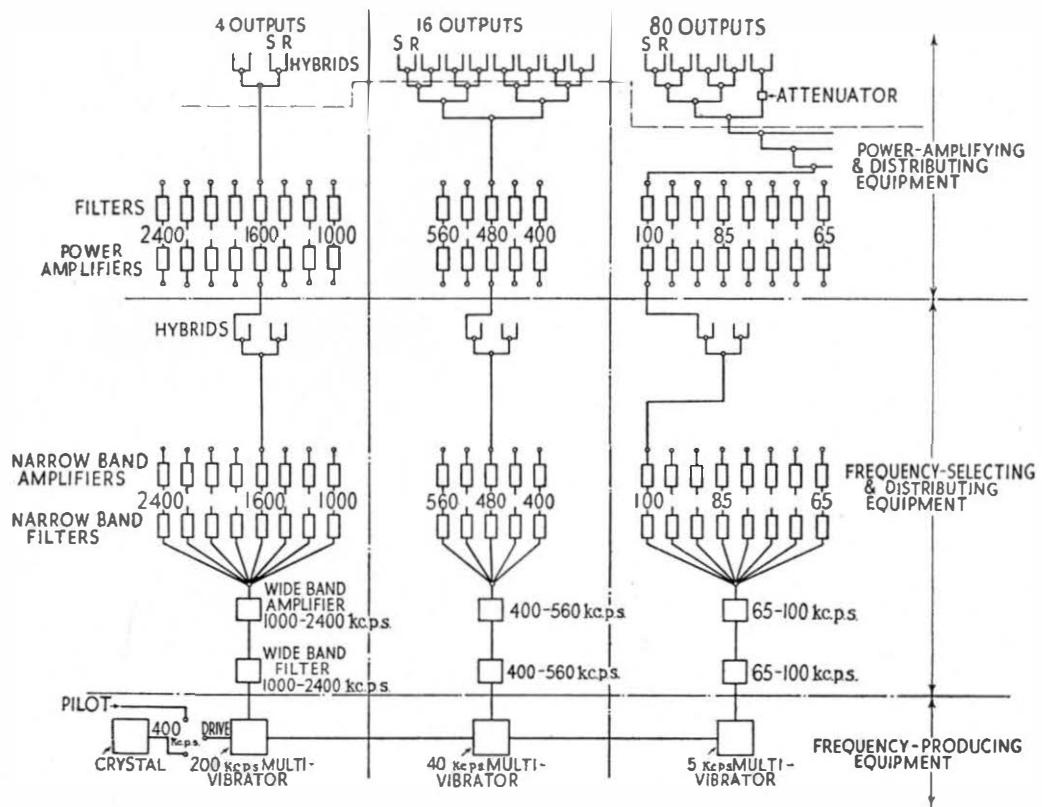 4 OUTPUTS
S R
HYBRIDS
16 OUTPUTS
S R
80 OUTPUTS
S R
ATTENUATOR
POWER-AMPLIFYING
& DISTRIBUTING
EQUIPMENT
FILTERS
2400 1600 1000
560 480 400
100 85 65
POWER
AMPLIFIERS
HYBRIDS
NARROW BAND
AMPLIFIERS
2400 1600 1000
560 480 400
100 85 65
NARROW BAND
FILTERS
FREQUENCY-SELECTING
& DISTRIBUTING
EQUIPMENT
WIDE BAND
AMPLIFIER
1000-2400 kc.p.s.
400-560 kc.p.s.
65-100 kc.p.s.
WIDE BAND
FILTER
1000-2400 kc.p.s.
400-560 kc.p.s.
65-100 kc.p.s.
PILOT
400
Kc.p.s.
DRIVE
CRYSTAL
200 Kcps MULTI-
VIBRATOR
40 Kcps MULTI-
VIBRATOR
5 Kcps MULTI-
VIBRATOR
FREQUENCY-PRODUCING
EQUIPMENT